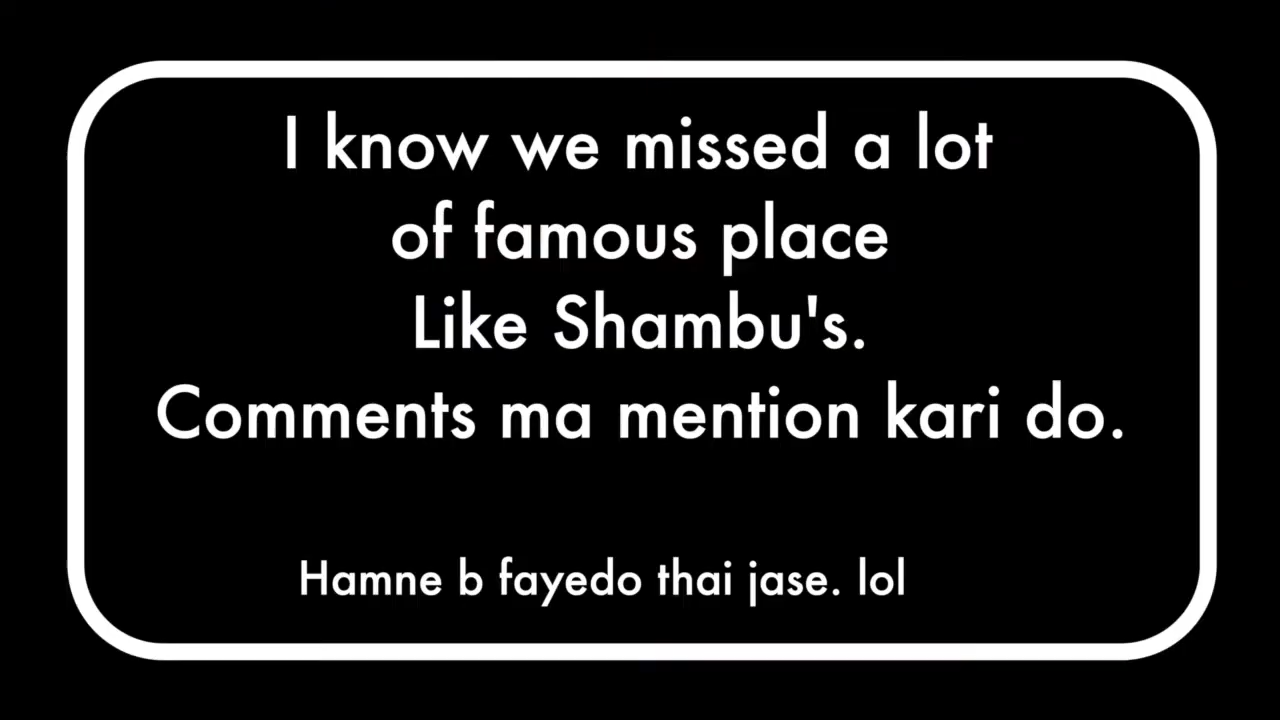 I know we missed a lot
of famous place
Like Shambu's.
Comments ma mention kari do.
Hamne b fayedo thai jase. lol